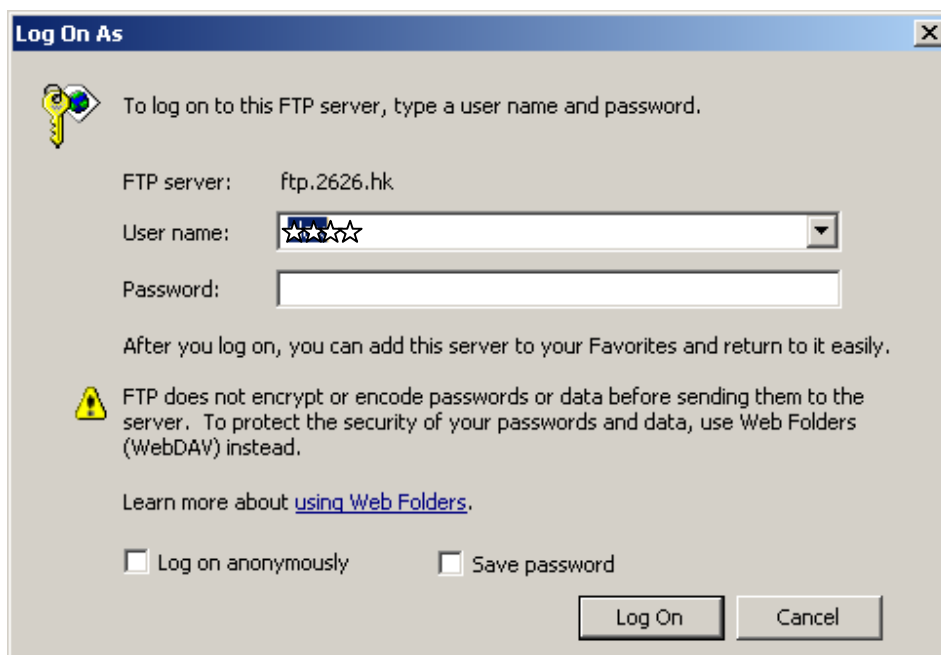 Log On As
To log on to this FTP server, type a user name and password.
FTP server: ftp.2626.hk
User name: ☆☆☆☆
Password:
After you log on, you can add this server to your Favorites and return to it easily.
FTP does not encrypt or encode passwords or data before sending them to the
server. To protect the security of your passwords and data, use Web Folders
(WebDAV) instead.
Learn more about using Web Folders.
Log on anonymously Save password
Log On Cancel